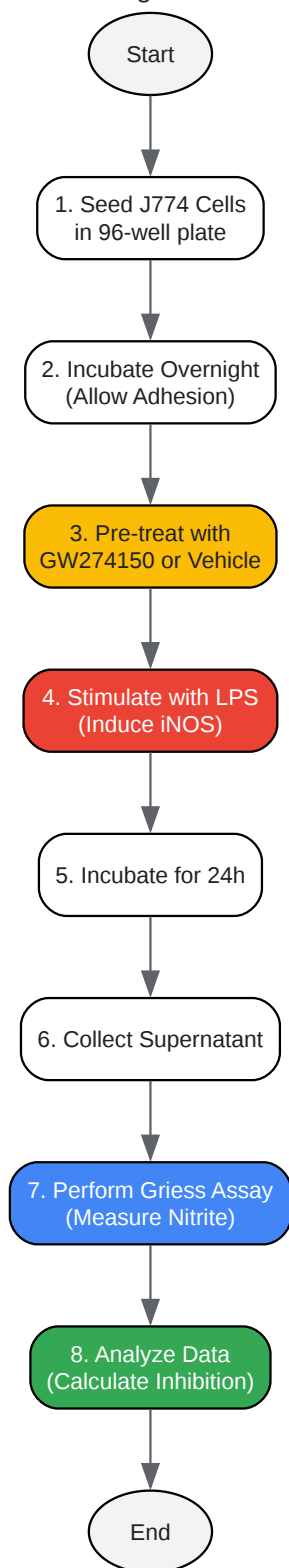 Start
1. Seed J774 Cells
in 96-well plate
2. Incubate Overnight
(Allow Adhesion)
3. Pre-treat with
GW274150 or Vehicle
4. Stimulate with LPS
(Induce iNOS)
5. Incubate for 24h
6. Collect Supernatant
7. Perform Griess Assay
(Measure Nitrite)
8. Analyze Data
(Calculate Inhibition)
End